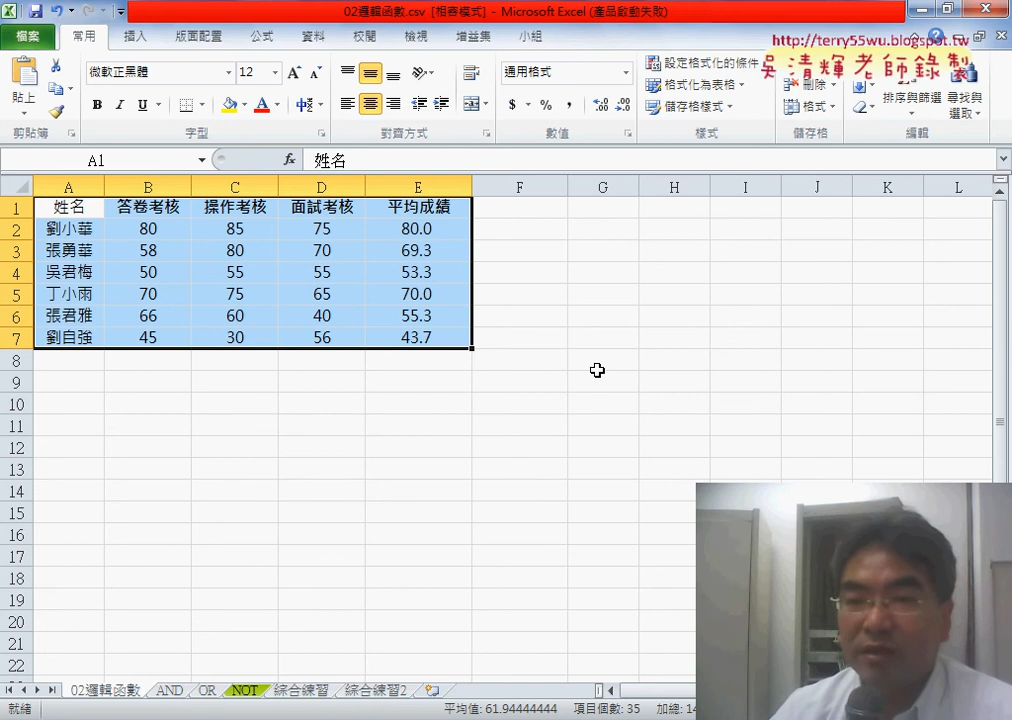 02邏輯函數.csv [相容模式] - Microsoft Excel (產品啟動失敗)
檔案 常用 插入 版面配置 公式 資料 校閱 檢視 增益集 小組
http://terry55wu.blogspot.tw
吳清輝老師錄製
貼上 微軟正黑體 12 通用格式 設定格式化的條件
格式化為表格 刪除 排序與篩選 尋找與選取
儲存格樣式 格式
剪貼簿 字型 對齊方式 數值 樣式 儲存格 編輯
A1 fx 姓名
A B C D E F G H I J K L
1 姓名 答卷考核 操作考核 面試考核 平均成績
2 劉小華 80 85 75 80.0
3 張勇華 58 80 70 69.3
4 吳君梅 50 55 55 53.3
5 丁小雨 70 75 65 70.0
6 張君雅 66 60 40 55.3
7 劉自強 45 30 56 43.7
8
9
10
11
12
13
14
15
16
17
18
19
20
21
22
02邏輯函數 AND OR NOT 綜合練習 綜合練習2
就緒 平均值: 61.94444444 項目個數: 35 加總: 14